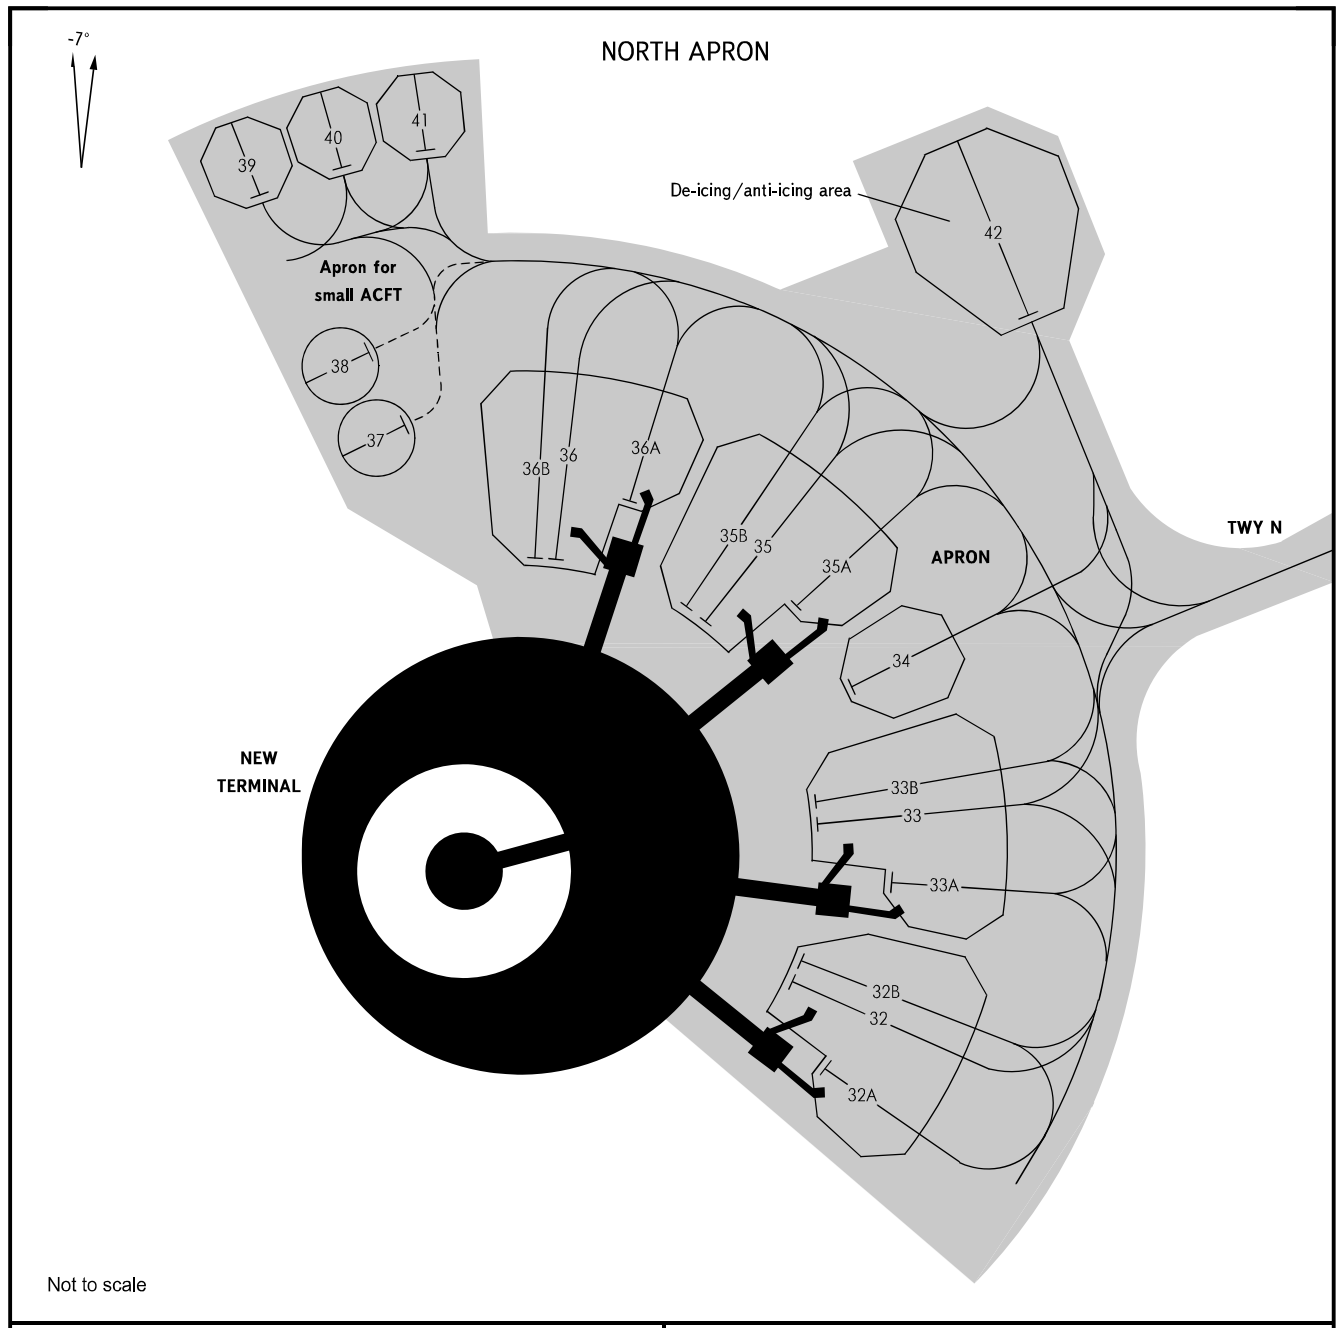 NORTH APRON
-7°
41
40
39
De-icing/anti-icing area
42
Apron for
small ACFT
38
37
36B
36
36A
35B
35
35A
APRON
TWY N
34
NEW
TERMINAL
33B
33
33A
32B
32
32A
Not to scale